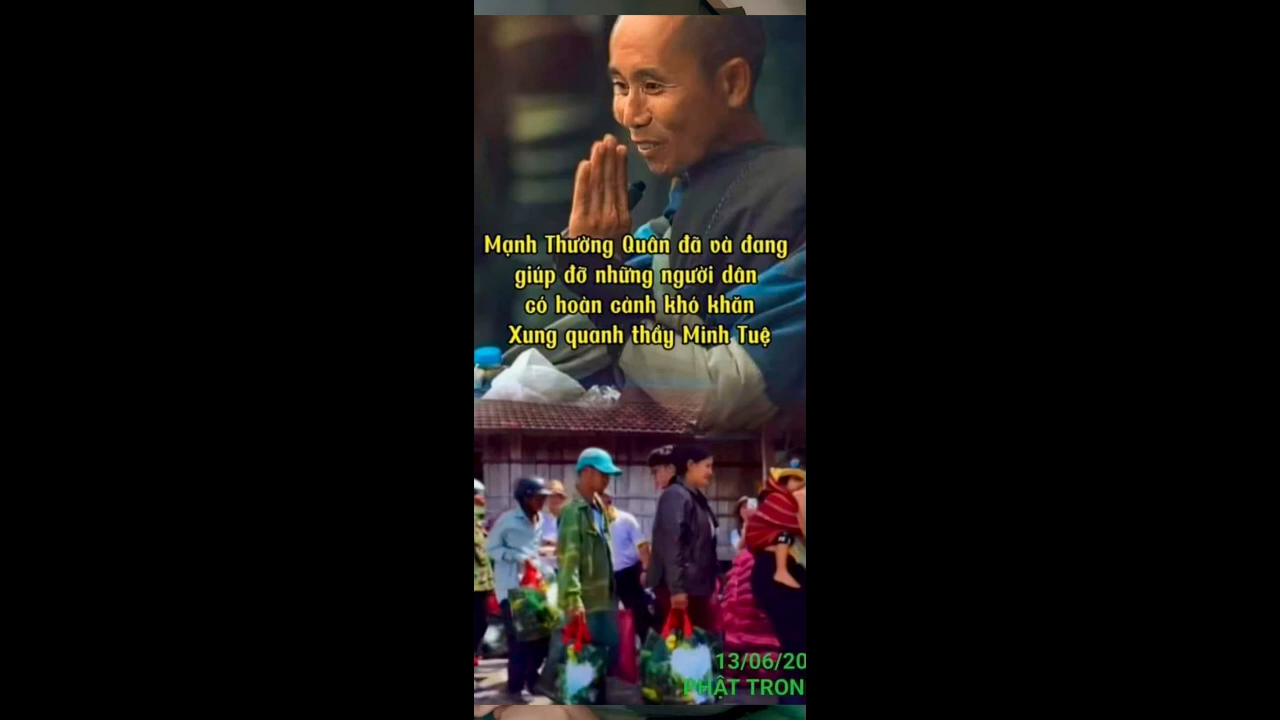 Mạnh Thường Quân đã và đang
giúp đỡ những người dân
có hoàn cảnh khó khăn
Xung quanh thầy Minh Tuệ
13/06/20
PHẬT TRON